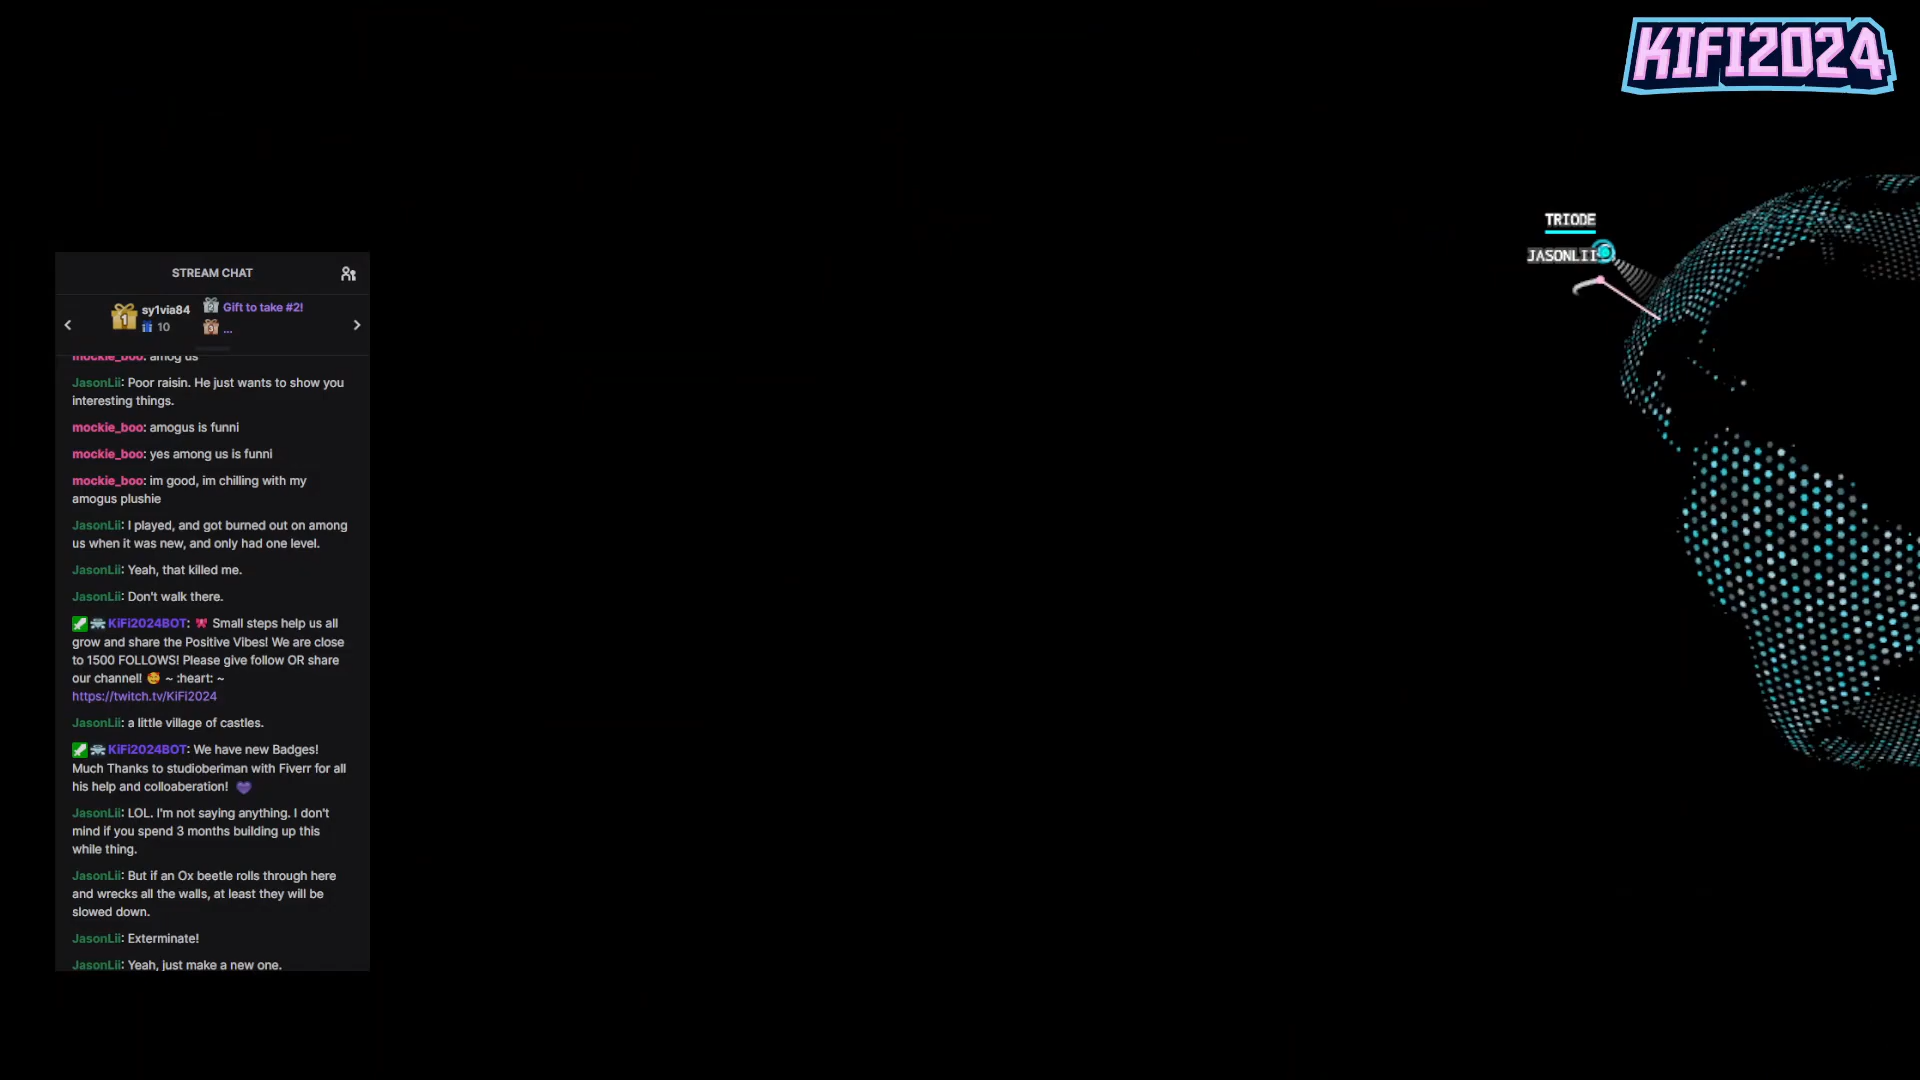 KIFI2024
TRIODE
JASONLII
STREAM CHAT
1
sy1via84
10
2
Gift to take #2!
3
...
mockie_boo: amog us
JasonLii: Poor raisin. He just wants to show you
interesting things.
mockie_boo: amogus is funni
mockie_boo: yes among us is funni
mockie_boo: im good, im chilling with my
amogus plushie
JasonLii: I played, and got burned out on among
us when it was new, and only had one level.
JasonLii: Yeah, that killed me.
JasonLii: Don't walk there.
KiFi2024BOT: Small steps help us all
grow and share the Positive Vibes! We are close
to 1500 FOLLOWS! Please give follow OR share
our channel! ~ :heart: ~
https://twitch.tv/KiFi2024
JasonLii: a little village of castles.
KiFi2024BOT: We have new Badges!
Much Thanks to studioberiman with Fiverr for all
his help and colloaberation!
JasonLii: LOL. I'm not saying anything. I don't
mind if you spend 3 months building up this
while thing.
JasonLii: But if an Ox beetle rolls through here
and wrecks all the walls, at least they will be
slowed down.
JasonLii: Exterminate!
JasonLii: Yeah, just make a new one.